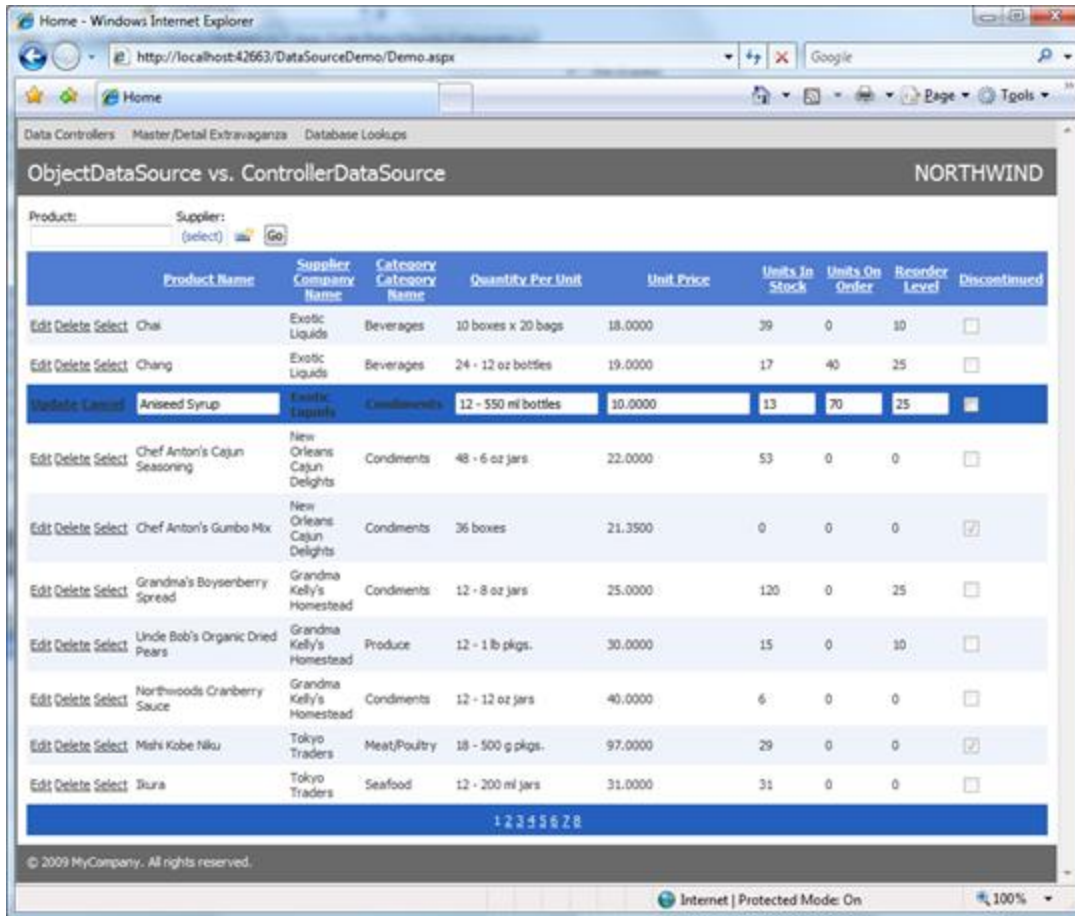 Home - Windows Internet Explorer
http://localhost:42663/DataSourceDemo/Demo.aspx
Google
Home
Page
Tools
Data Controllers Master/Detail Extravaganza Database Lookups
ObjectDataSource vs. ControllerDataSource NORTHWIND
Product: Supplier:
(select) Go
Product Name Supplier Company Name Category Category Name Quantity Per Unit Unit Price Units In Stock Units On Order Reorder Level Discontinued
Edit Delete Select Chai Exotic Liquids Beverages 10 boxes x 20 bags 18.0000 39 0 10
Edit Delete Select Chang Exotic Liquids Beverages 24 - 12 oz bottles 19.0000 17 40 25
Update Cancel Aniseed Syrup Exotic Liquids Condiments 12 - 550 ml bottles 10.0000 13 70 25
Edit Delete Select Chef Anton's Cajun Seasoning New Orleans Cajun Delights Condiments 48 - 6 oz jars 22.0000 53 0 0
Edit Delete Select Chef Anton's Gumbo Mix New Orleans Cajun Delights Condiments 36 boxes 21.3500 0 0 0
Edit Delete Select Grandma's Boysenberry Spread Grandma Kelly's Homestead Condiments 12 - 8 oz jars 25.0000 120 0 25
Edit Delete Select Uncle Bob's Organic Dried Pears Grandma Kelly's Homestead Produce 12 - 1 lb pkgs. 30.0000 15 0 10
Edit Delete Select Northwoods Cranberry Sauce Grandma Kelly's Homestead Condiments 12 - 12 oz jars 40.0000 6 0 0
Edit Delete Select Mishi Kobe Niku Tokyo Traders Meat/Poultry 18 - 500 g pkgs. 97.0000 29 0 0
Edit Delete Select Ikura Tokyo Traders Seafood 12 - 200 ml jars 31.0000 31 0 0
1 2 3 4 5 6 7 8
© 2009 MyCompany. All rights reserved.
Internet | Protected Mode: On 100%